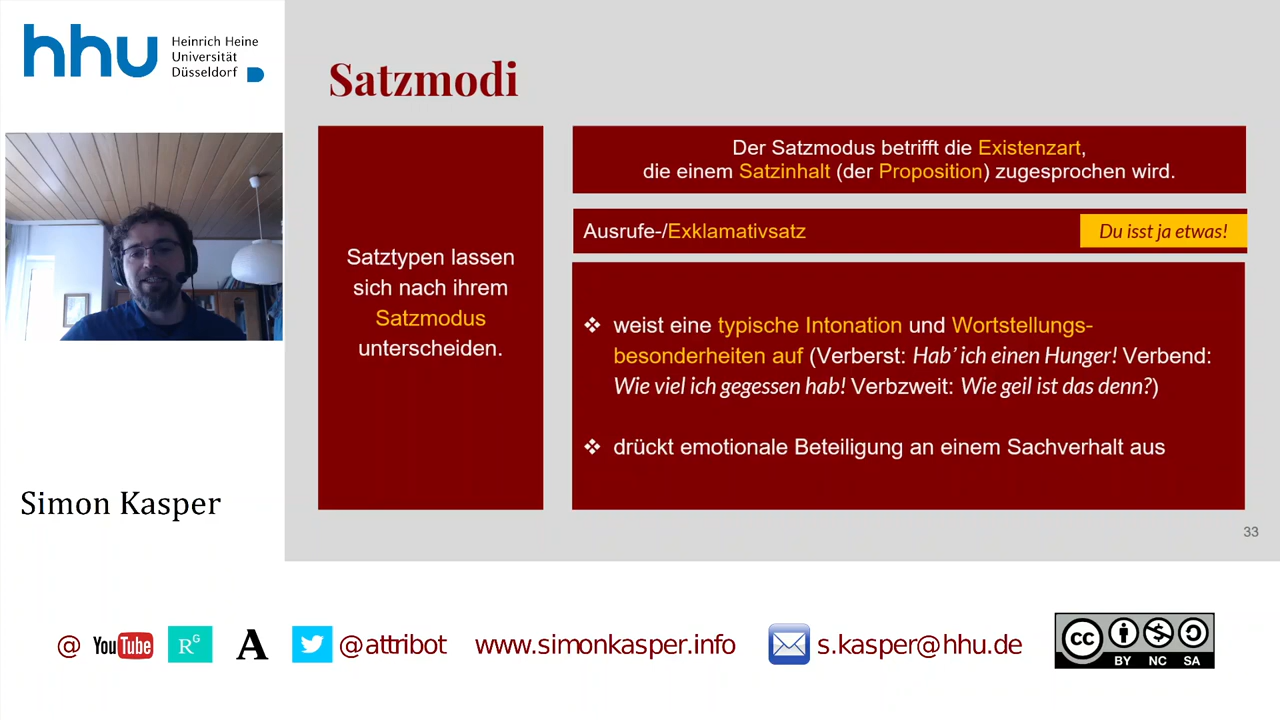 hhu
Heinrich Heine
Universität
Düsseldorf
Satzmodi
Satztypen lassen
sich nach ihrem
Satzmodus
unterscheiden.
Der Satzmodus betrifft die Existenzart,
die einem Satzinhalt (der Proposition) zugesprochen wird.
Ausrufe-/Exklamativsatz
Du isst ja etwas!
❖ weist eine typische Intonation und Wortstellungs-
besonderheiten auf (Verberst: Hab’ ich einen Hunger! Verbend:
Wie viel ich gegessen hab! Verbzweit: Wie geil ist das denn?)
❖ drückt emotionale Beteiligung an einem Sachverhalt aus
33
Simon Kasper
@ YouTube RG A @attribot www.simonkasper.info s.kasper@hhu.de
cc
BY NC SA